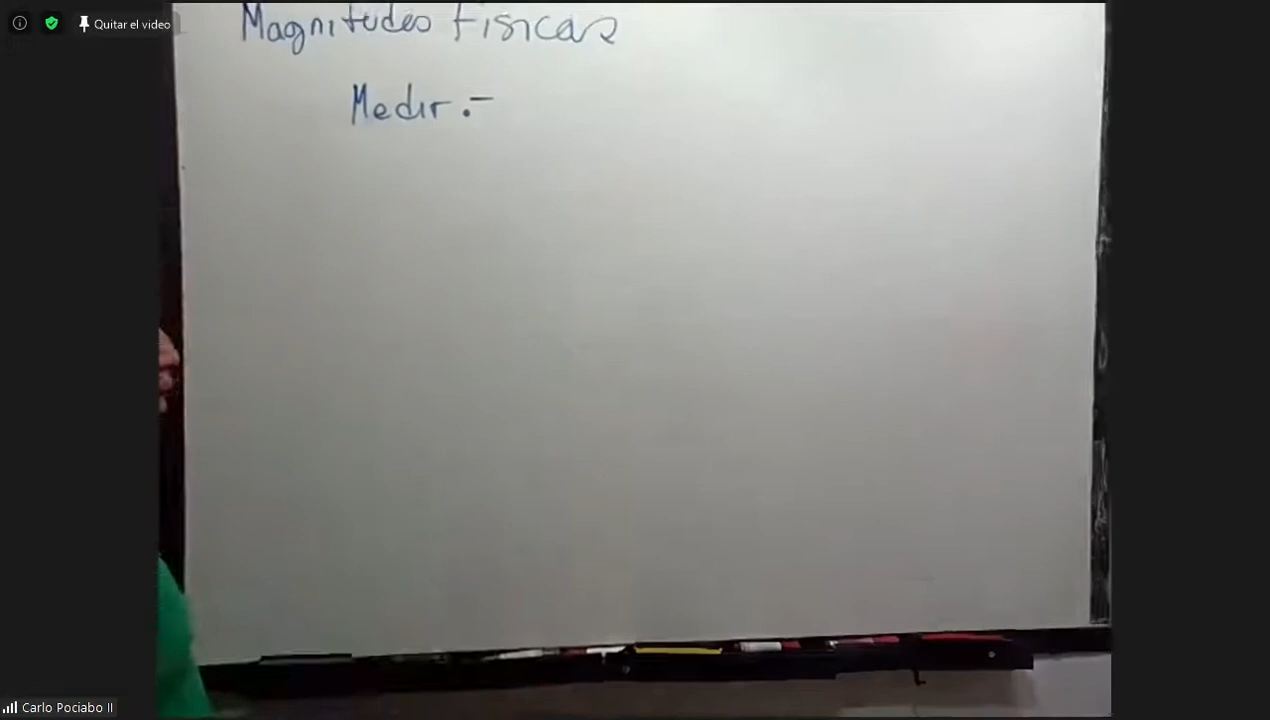 Quitar el video
Magnitudes físicas
Medir.-
Carlo Pociabo II